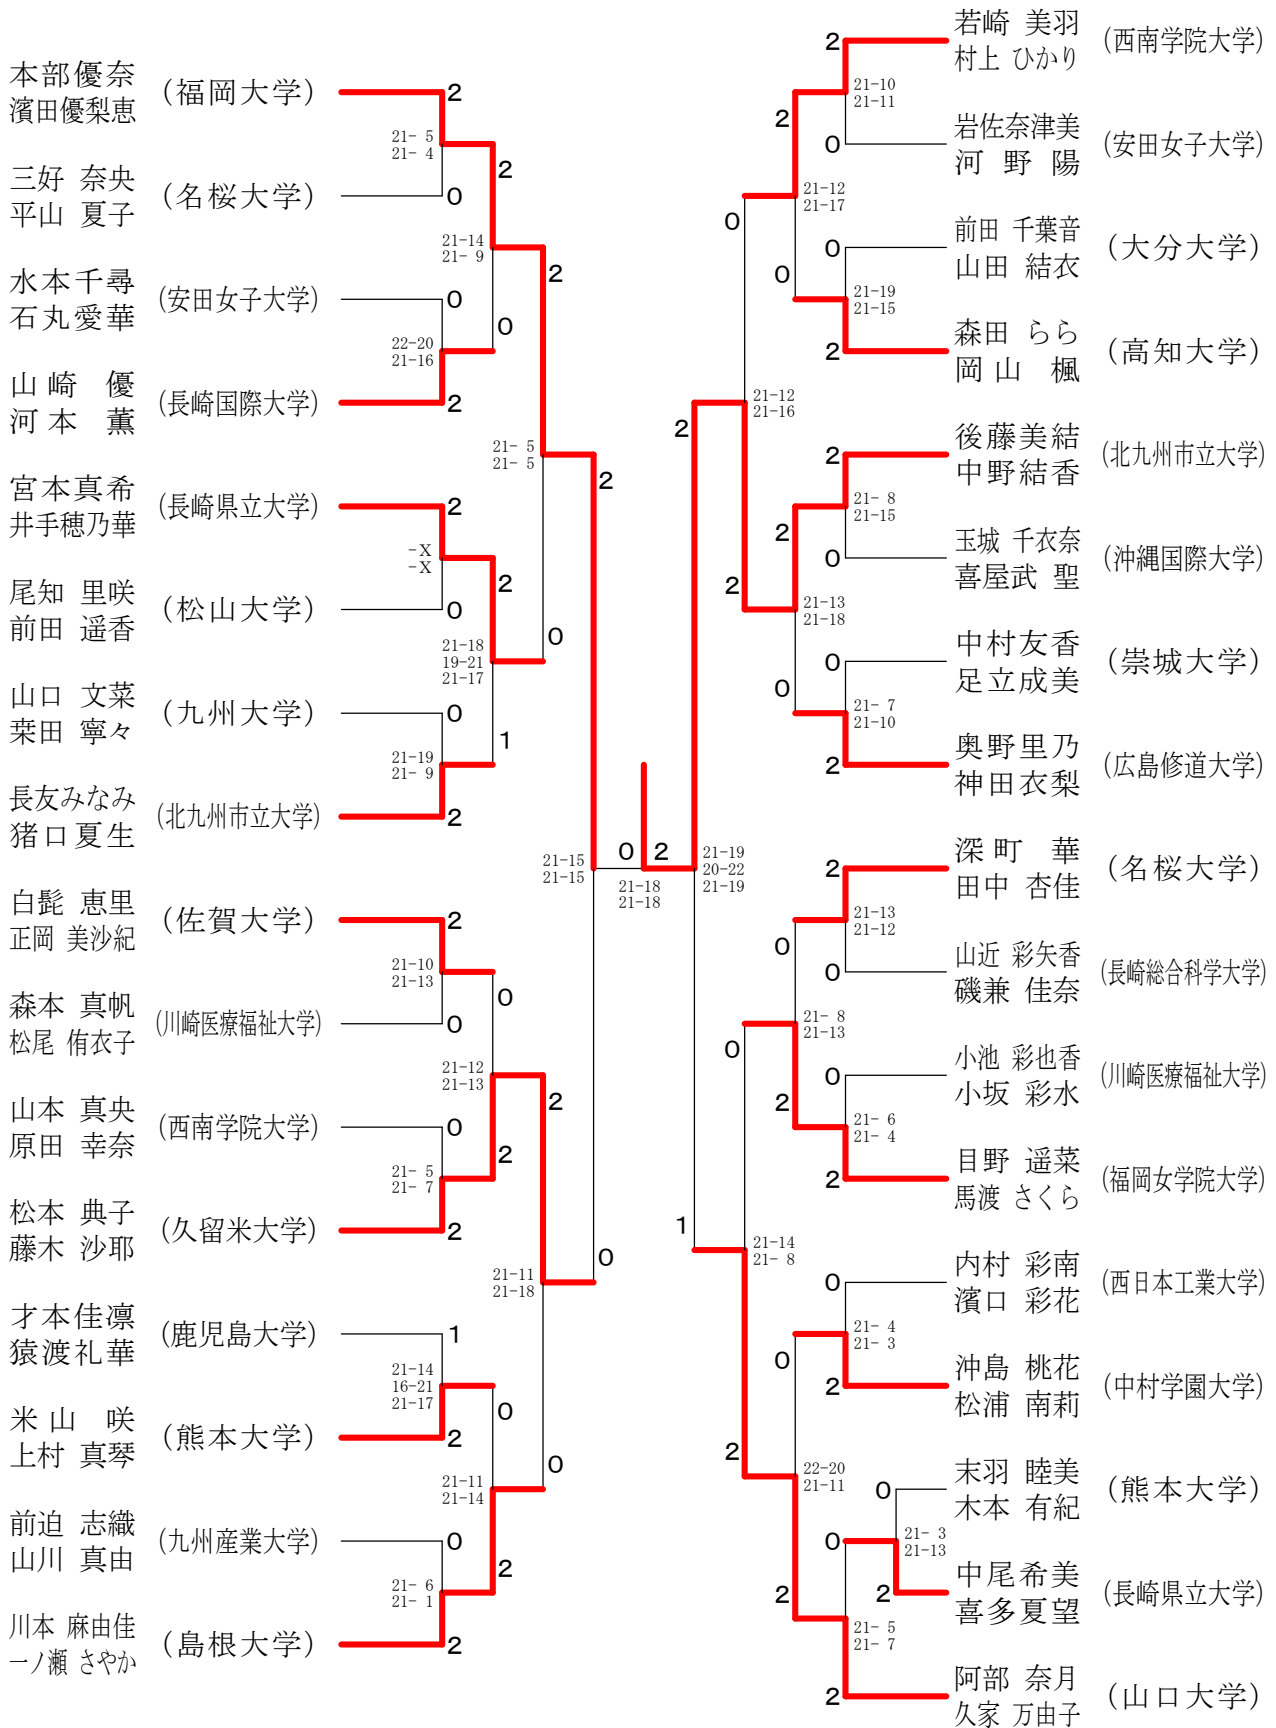 本部優奈
濱田優梨恵
(福岡大学)
2
21- 5
21- 4
三好 奈央
平山 夏子
(名桜大学)
0
2
21-14
21- 9
水本千尋
石丸愛華
(安田女子大学)
0
22-20
21-16
0
山崎 優
河本 薫
(長崎国際大学)
2
2
21- 5
21- 5
宮本真希
井手穂乃華
(長崎県立大学)
2
-X
-X
尾知 里咲
前田 遥香
(松山大学)
0
2
21-18
19-21
21-17
0
山口 文菜
桒田 寧々
(九州大学)
0
21-19
21- 9
1
長友みなみ
猪口夏生
(北九州市立大学)
2
2
21-15
21-15
白髭 恵里
正岡 美沙紀
(佐賀大学)
2
21-10
21-13
森本 真帆
松尾 侑衣子
(川崎医療福祉大学)
0
0
21-12
21-13
山本 真央
原田 幸奈
(西南学院大学)
0
21- 5
21- 7
2
松本 典子
藤木 沙耶
(久留米大学)
2
2
21-11
21-18
0
才本佳凛
猿渡礼華
(鹿児島大学)
1
21-14
16-21
21-17
米山 咲
上村 真琴
(熊本大学)
2
0
21-11
21-14
0
前迫 志織
山川 真由
(九州産業大学)
0
21- 6
21- 1
2
川本 麻由佳
一ノ瀬 さやか
(島根大学)
2
0
2
21-18
21-18
若崎 美羽
村上 ひかり
(西南学院大学)
2
21-10
21-11
岩佐奈津美
河野 陽
(安田女子大学)
0
2
21-12
21-17
前田 千葉音
山田 結衣
(大分大学)
0
21-19
21-15
0
森田 らら
岡山 楓
(高知大学)
2
0
21-12
21-16
後藤美結
中野結香
(北九州市立大学)
2
21- 8
21-15
玉城 千衣奈
喜屋武 聖
(沖縄国際大学)
0
2
21-13
21-18
2
中村友香
足立成美
(崇城大学)
0
21- 7
21-10
0
奥野里乃
神田衣梨
(広島修道大学)
2
2
21-19
20-22
21-19
深町 華
田中 杏佳
(名桜大学)
2
21-13
21-12
山近 彩矢香
磯兼 佳奈
(長崎総合科学大学)
0
0
21- 8
21-13
小池 彩也香
小坂 彩水
(川崎医療福祉大学)
0
21- 6
21- 4
2
目野 遥菜
馬渡 さくら
(福岡女学院大学)
2
0
21-14
21- 8
1
内村 彩南
濱口 彩花
(西日本工業大学)
0
21- 4
21- 3
沖島 桃花
松浦 南莉
(中村学園大学)
2
0
22-20
21-11
2
末羽 睦美
木本 有紀
(熊本大学)
0
21- 3
21-13
中尾希美
喜多夏望
(長崎県立大学)
2
0
21- 5
21- 7
2
阿部 奈月
久家 万由子
(山口大学)
2